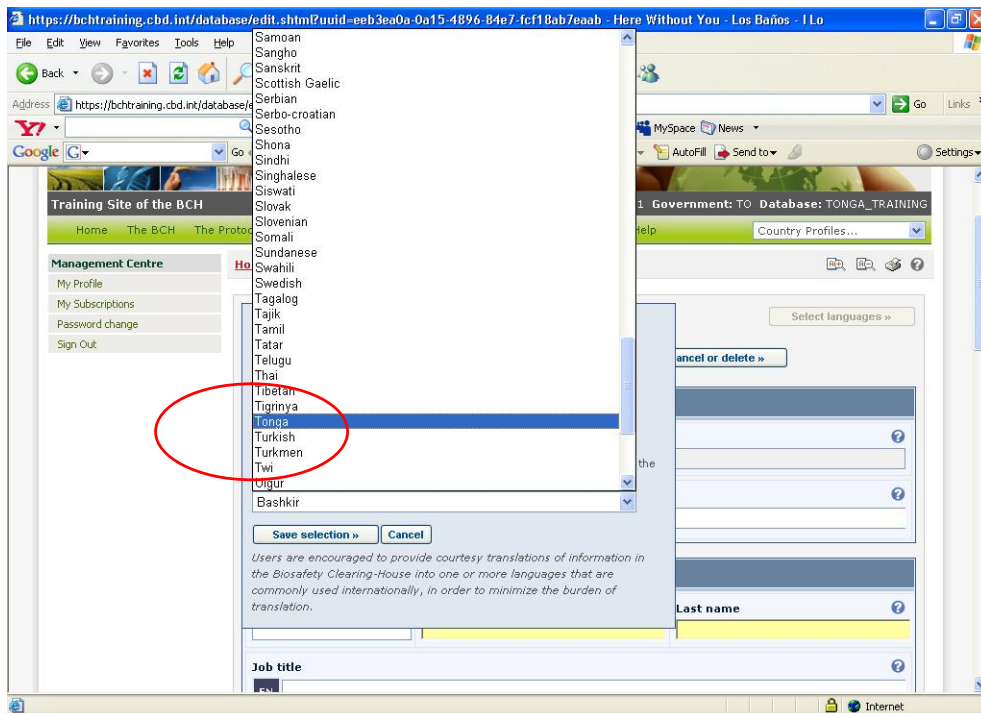 https://bchtraining.cbd.int/database/edit.shtml?uuid=eeb3ea0a-0a15-4896-84e7-fcf18ab7eaab - Here Without You - Los Baños - I Lo
File Edit View Favorites Tools Help
Back
Address https://bchtraining.cbd.int/database/e Go Links
Y7 MySpace News
Google G Go AutoFill Send to Settings
Training Site of the BCH 1 Government: TO Database: TONGA_TRAINING
Home The BCH The Protoc Help Country Profiles...
Management Centre Ho
My Profile
My Subscriptions
Password change
Sign Out
Samoan
Sangho
Sanskrit
Scottish Gaelic
Serbian
Serbo-croatian
Sesotho
Shona
Sindhi
Singhalese
Siswati
Slovak
Slovenian
Somali
Sundanese
Swahili
Swedish
Tagalog
Tajik
Tamil
Tatar
Telugu
Thai
Tibetan
Tigrinya
Tonga
Turkish
Turkmen
Twi
Uigur
Bashkir
Select languages »
ancel or delete »
the
Save selection » Cancel
Users are encouraged to provide courtesy translations of information in
the Biosafety Clearing-House into one or more languages that are
commonly used internationally, in order to minimize the burden of
translation.
Last name
Job title
EN
Internet